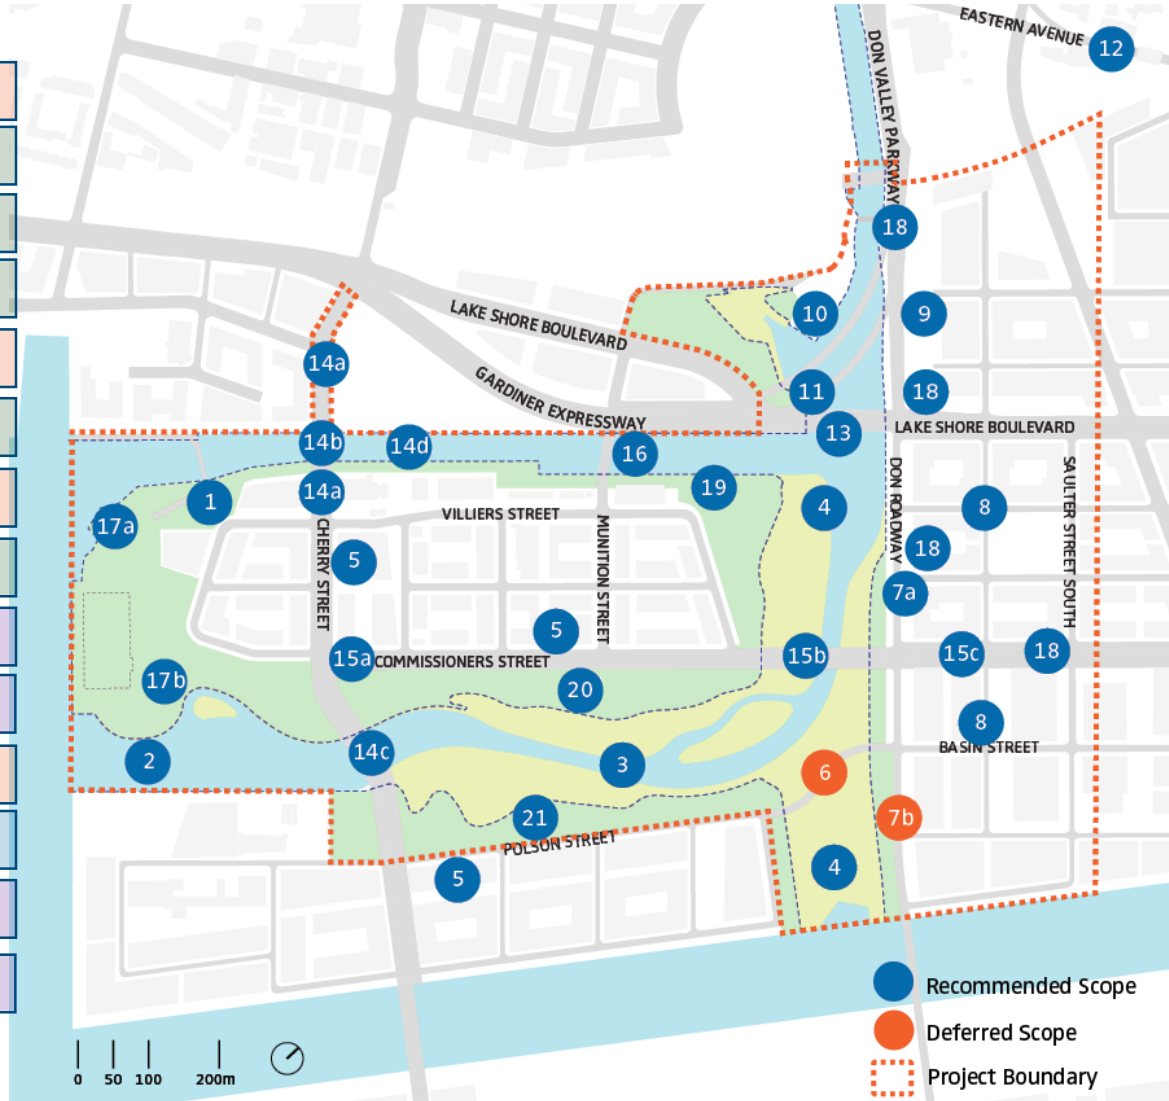 EASTERN AVENUE
12
DON VALLEY PARKWAY
18
10
9
LAKE SHORE BOULEVARD
14a
GARDINER EXPRESSWAY
11
18
13
LAKE SHORE BOULEVARD
14b
14d
16
14a
19
1
17a
VILLIERS STREET
4
8
CHERRY STREET
MUNITION STREET
DON ROADWAY
SAULTER STREET SOUTH
5
18
7a
5
15a
COMMISSIONERS STREET
15b
15c
18
17b
20
8
BASIN STREET
2
14c
3
6
21
7b
POLSON STREET
5
4
Recommended Scope
Deferred Scope
Project Boundary
0 50 100 200m